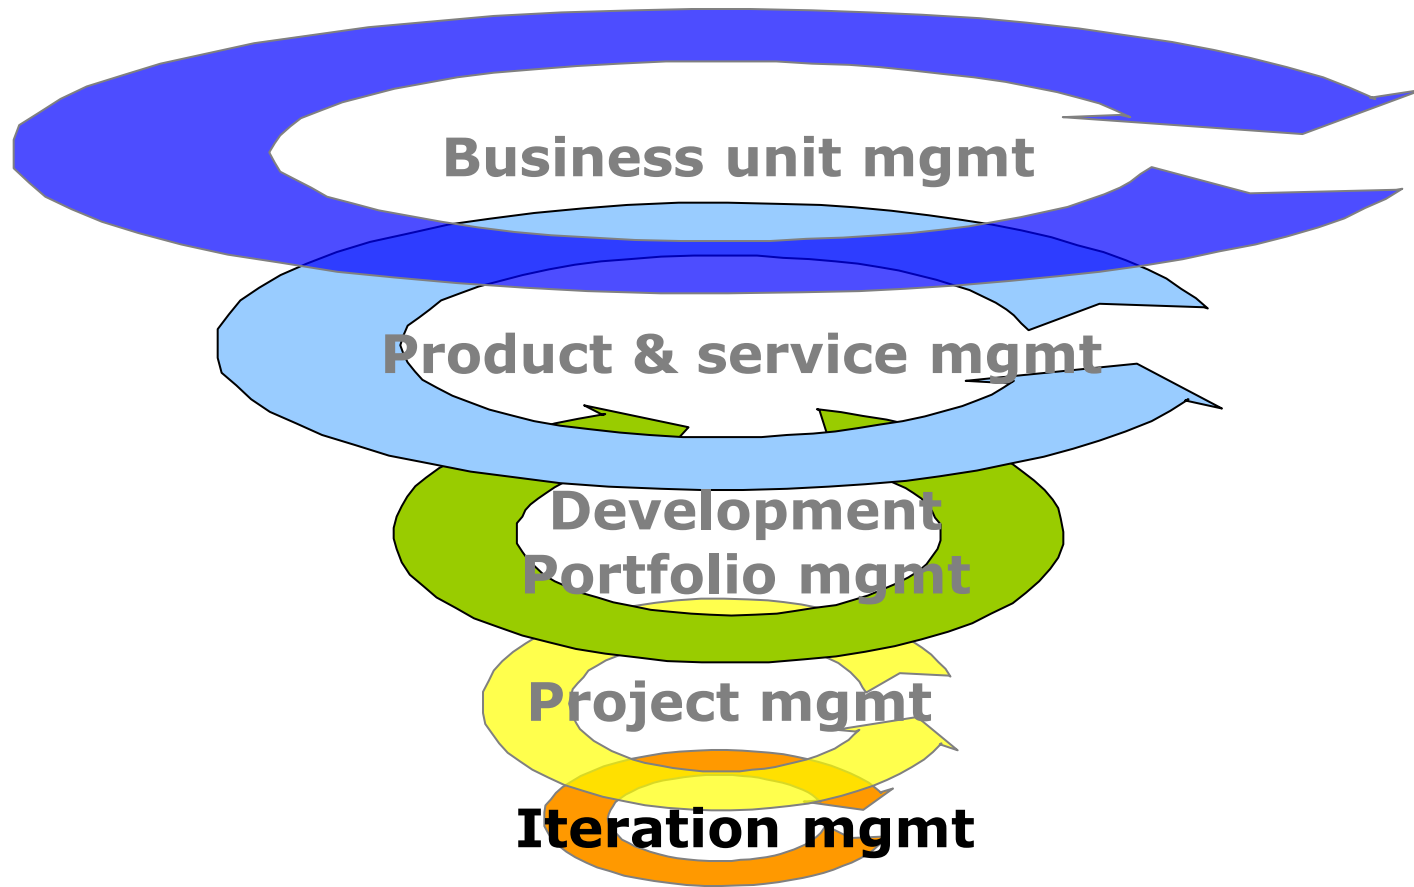 Business unit mgmt
Product & service mgmt
Development
Portfolio mgmt
Project mgmt
Iteration mgmt